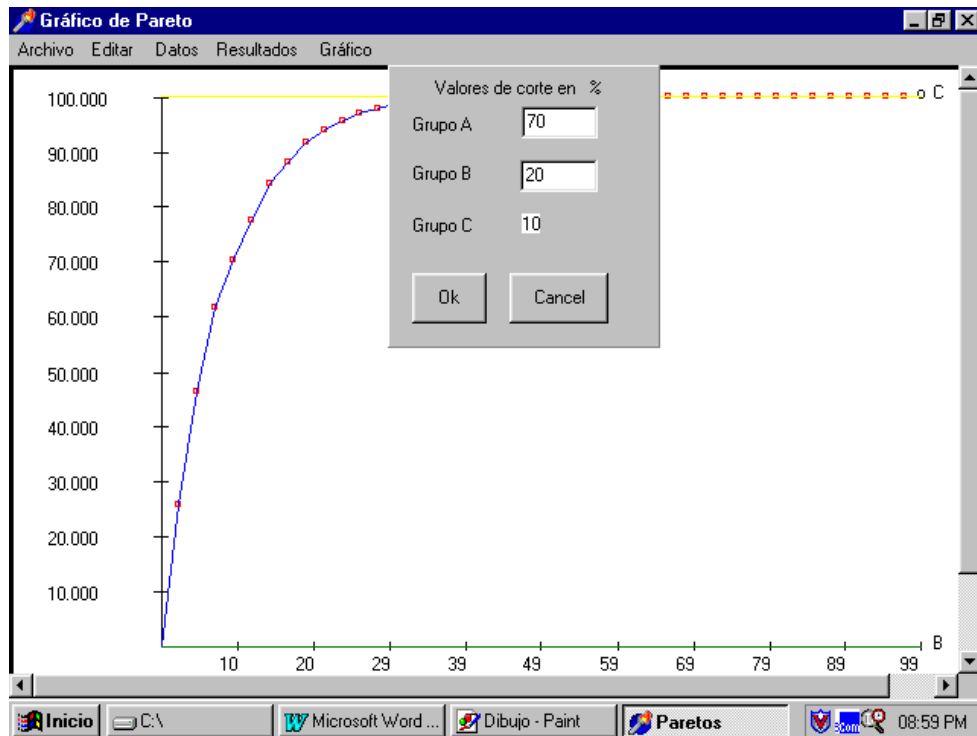 Gráfico de Pareto
Archivo Editar Datos Resultados Gráfico
Valores de corte en %
Grupo A 70
Grupo B 20
Grupo C 10
Ok Cancel
100.000
90.000
80.000
70.000
60.000
50.000
40.000
30.000
20.000
10.000
C
B
10 20 29 39 49 59 69 79 89 99
Inicio C:\ Microsoft Word ... Dibujo - Paint Paretos 3Com 08:59 PM